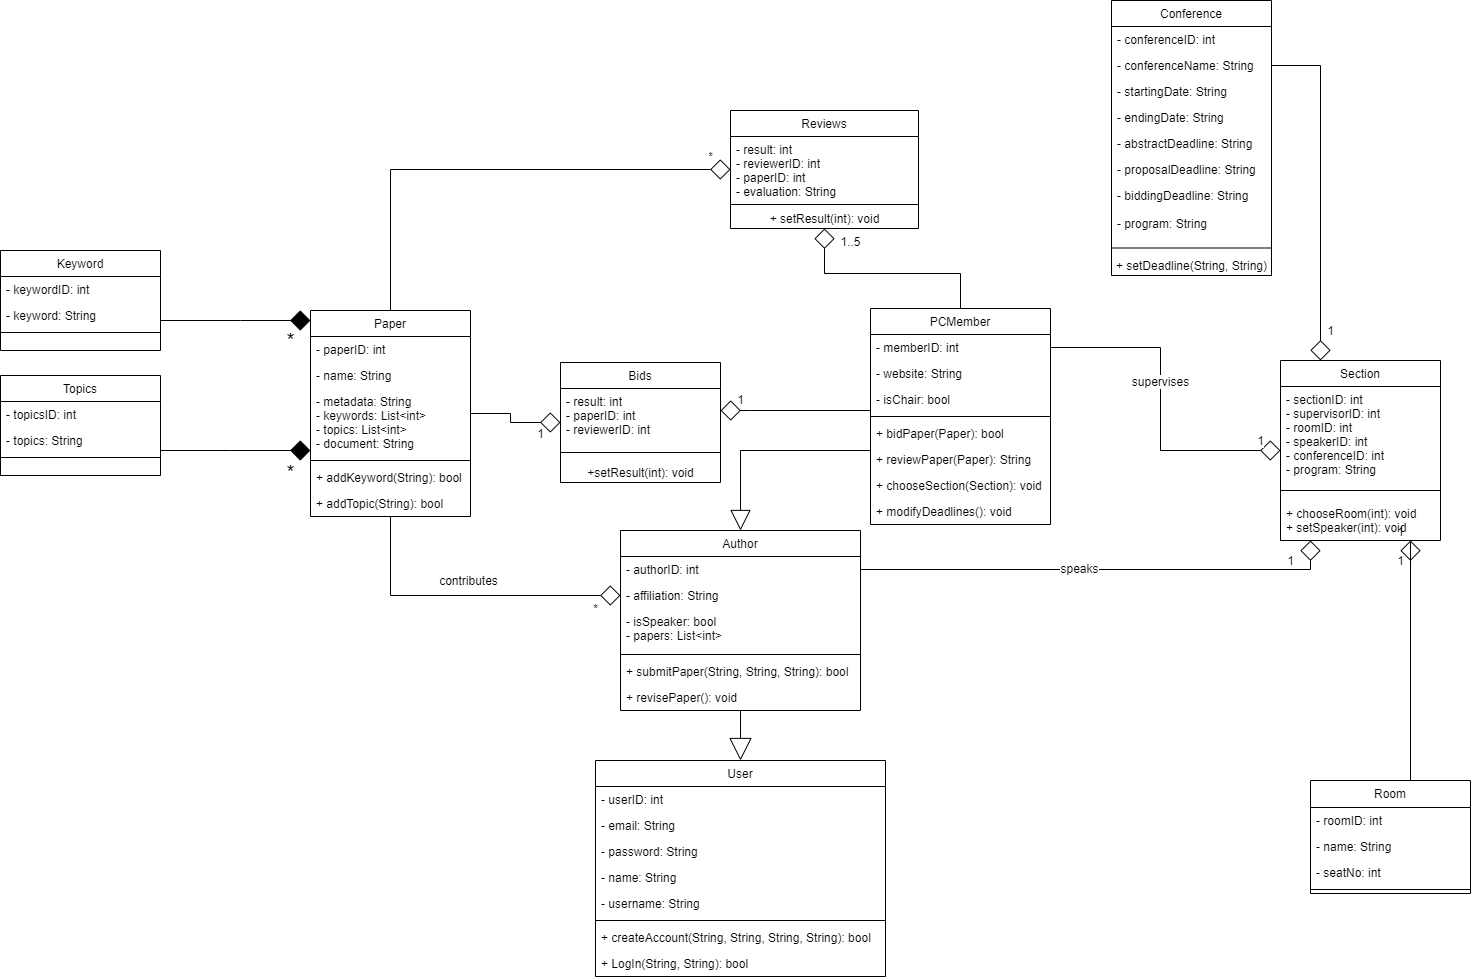 Conference
- conferenceID: int
- conferenceName: String
- startingDate: String
- endingDate: String
- abstractDeadline: String
- proposalDeadline: String
- biddingDeadline: String
- program: String
+ setDeadline(String, String)
1
Reviews
- result: int
- reviewerID: int
- paperID: int
- evaluation: String
+ setResult(int): void
*
1..5
Keyword
- keywordID: int
- keyword: String
*
Topics
- topicsID: int
- topics: String
*
Paper
- paperID: int
- name: String
- metadata: String
- keywords: List<int>
- topics: List<int>
- document: String
+ addKeyword(String): bool
+ addTopic(String): bool
Bids
- result: int
- paperID: int
- reviewerID: int
+setResult(int): void
1
1
PCMember
- memberID: int
- website: String
- isChair: bool
+ bidPaper(Paper): bool
+ reviewPaper(Paper): String
+ chooseSection(Section): void
+ modifyDeadlines(): void
supervises
1
Section
- sectionID: int
- supervisorID: int
- roomID: int
- speakerID: int
- conferenceID: int
- program: String
+ chooseRoom(int): void
+ setSpeaker(int): void
1
1
1
contributes
*
Author
- authorID: int
- affiliation: String
- isSpeaker: bool
- papers: List<int>
+ submitPaper(String, String, String): bool
+ revisePaper(): void
speaks
User
- userID: int
- email: String
- password: String
- name: String
- username: String
+ createAccount(String, String, String, String): bool
+ LogIn(String, String): bool
Room
- roomID: int
- name: String
- seatNo: int